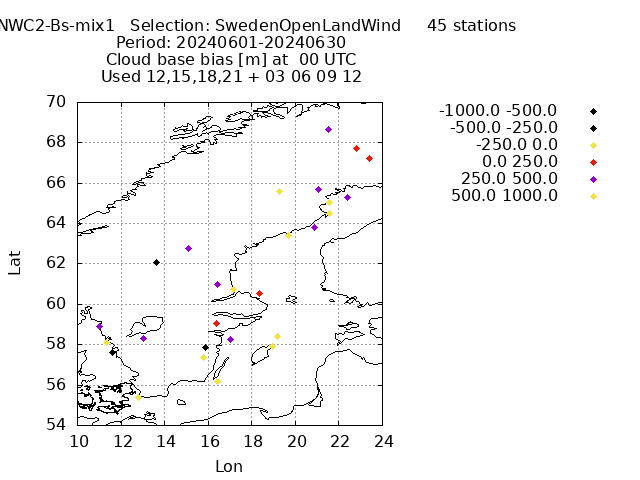 NWC2-Bs-mix1 Selection: SwedenOpenLandWind 45 stations
Period: 20240601-20240630
Cloud base bias [m] at 00 UTC
Used 12,15,18,21 + 03 06 09 12
-1000.0 -500.0
-500.0 -250.0
-250.0 0.0
0.0 250.0
250.0 500.0
500.0 1000.0
70
68
66
64
62
60
58
56
54
Lat
10 12 14 16 18 20 22 24
Lon